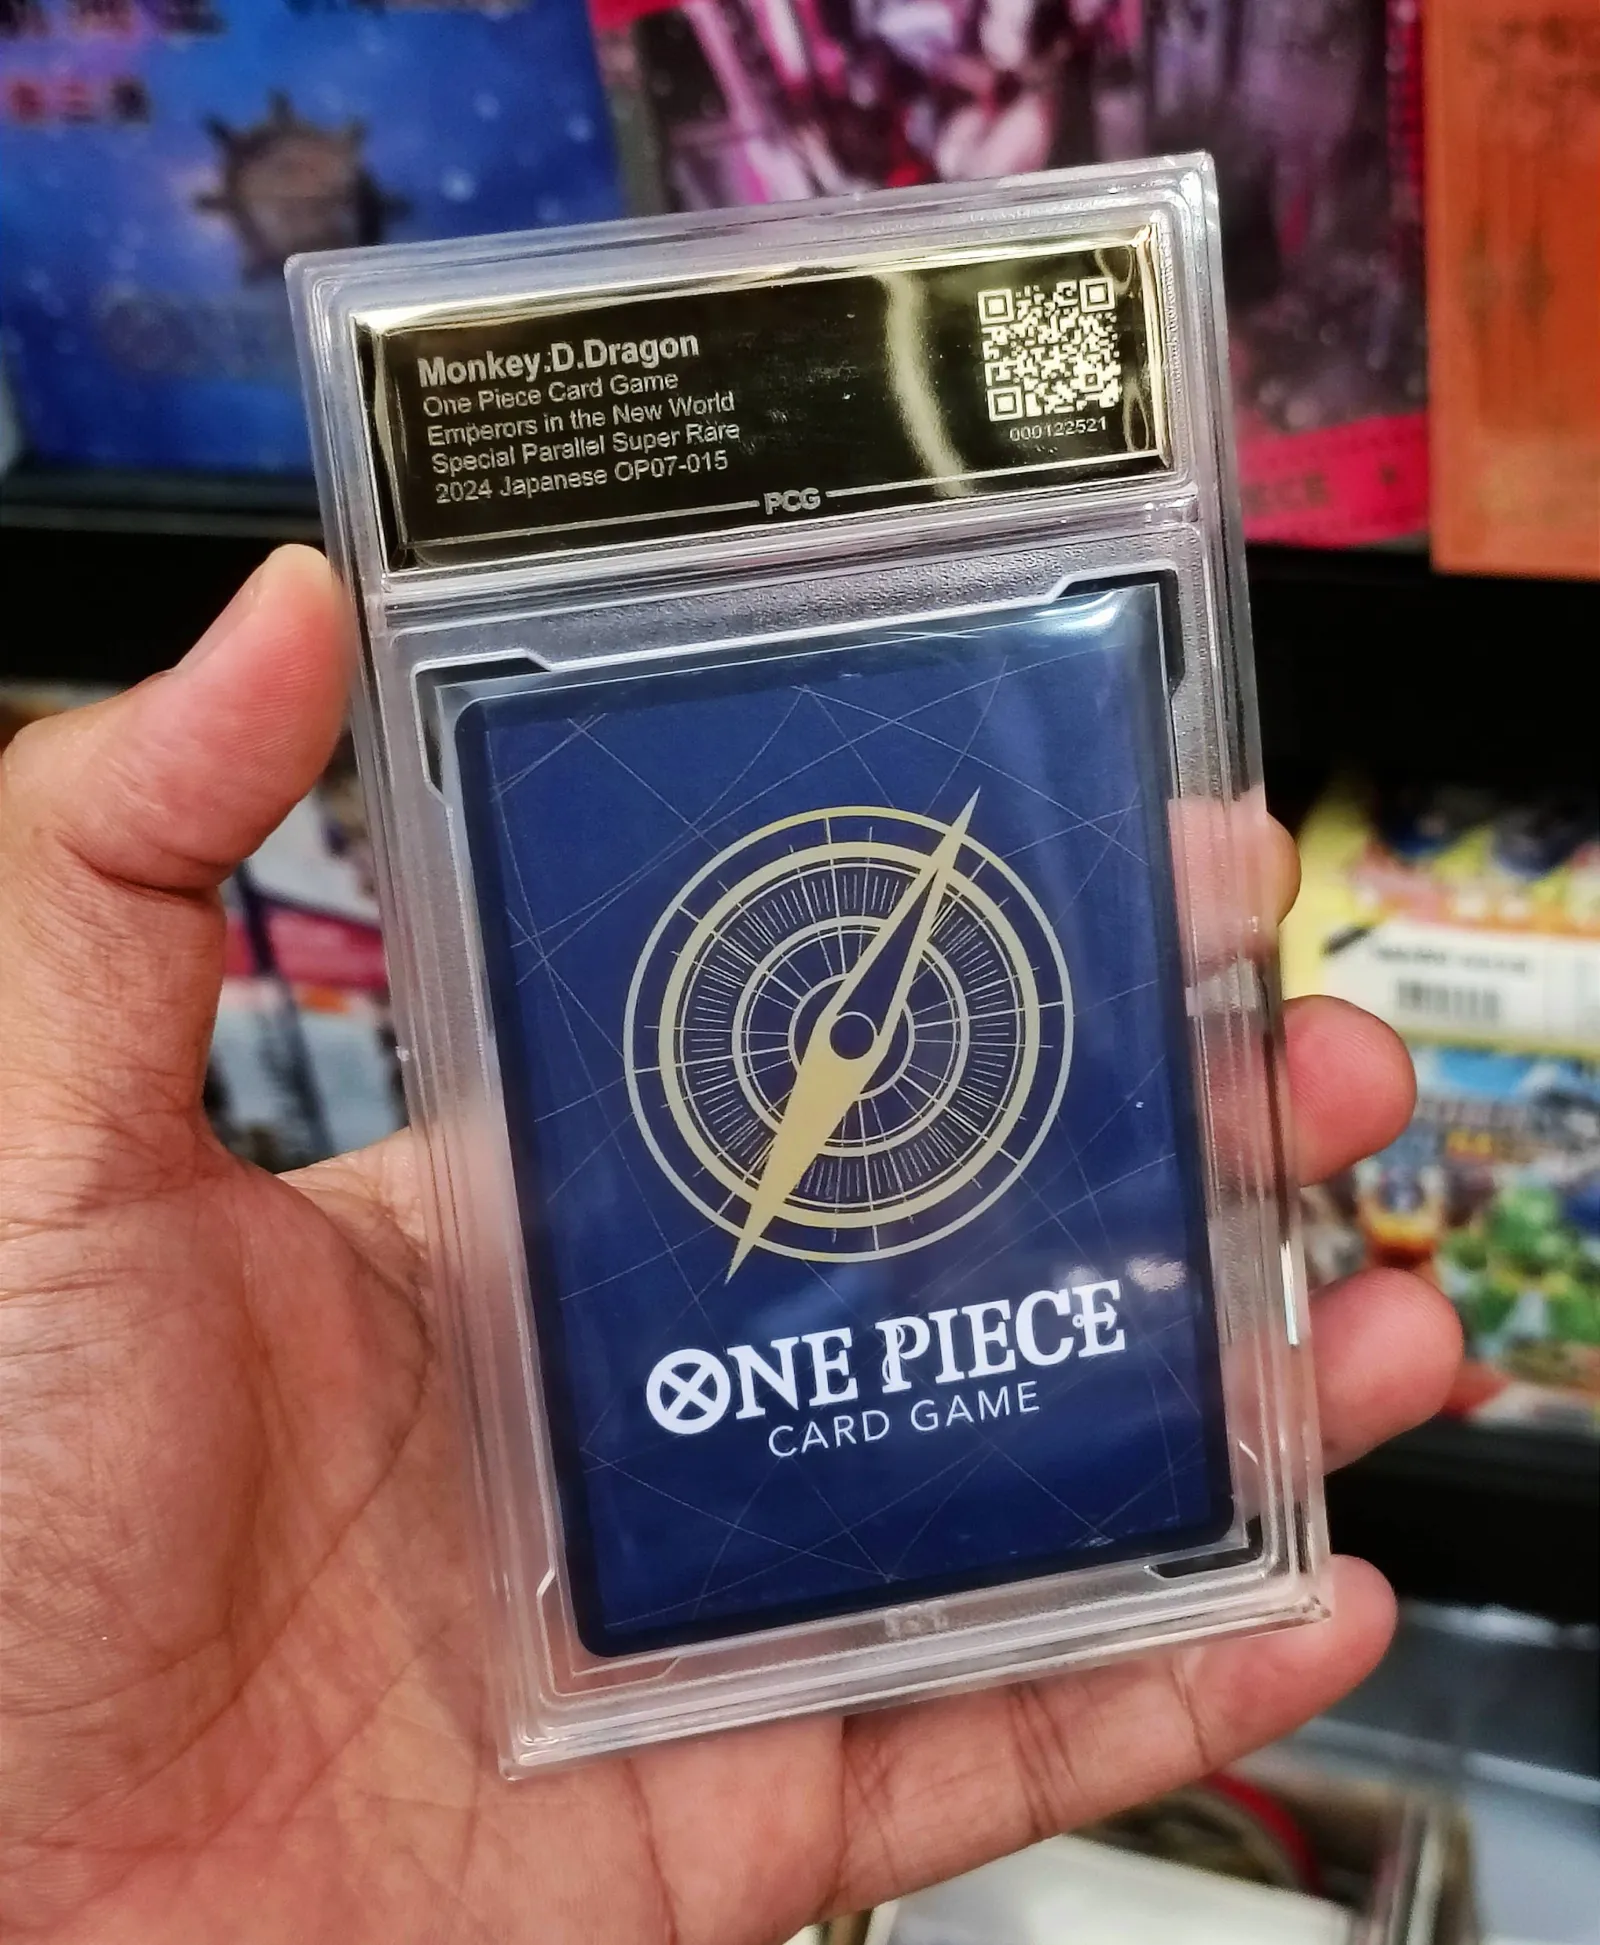 Monkey.D.Dragon
One Piece Card Game
Emperors in the New World
Special Parallel Super Rare
2024 Japanese OP07-015
000122521
PCG
ONE PIECE
CARD GAME